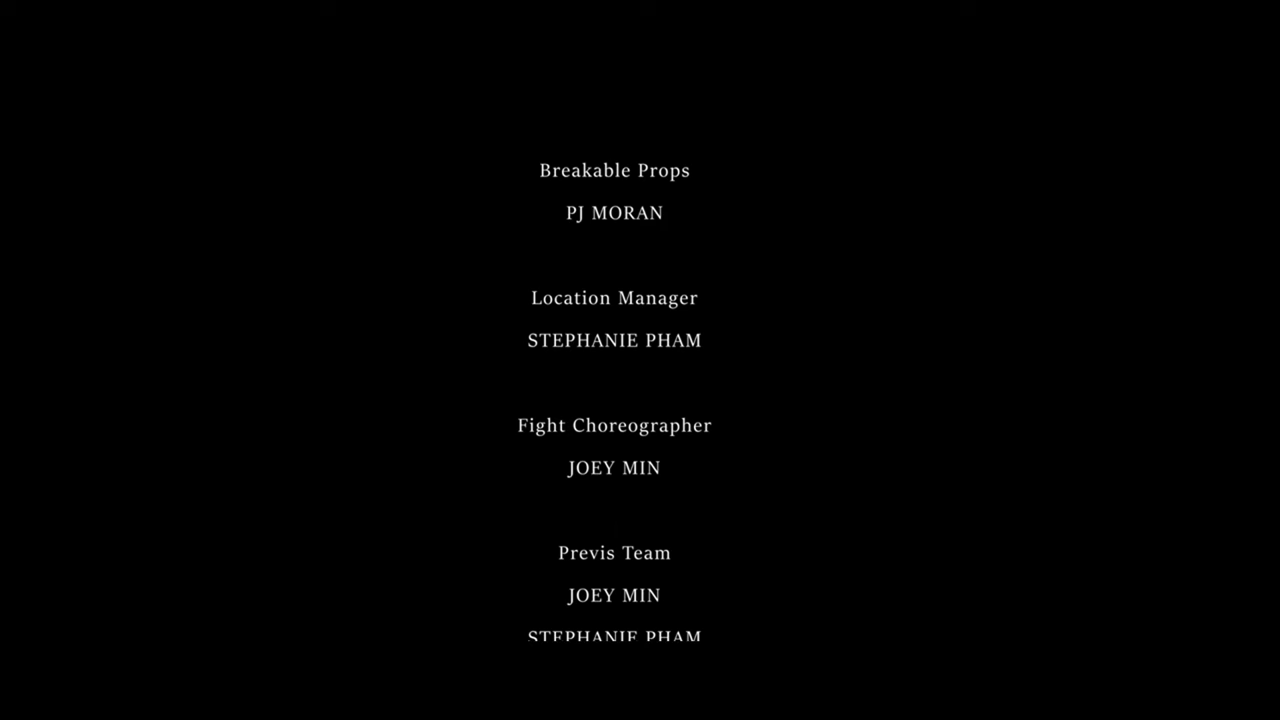 Breakable Props
PJ MORAN
Location Manager
STEPHANIE PHAM
Fight Choreographer
JOEY MIN
Previs Team
JOEY MIN
STEPHANIE PHAM